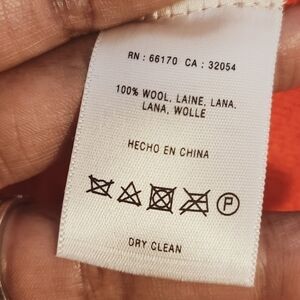 RN : 66170 CA : 32054
100% WOOL, LAINE, LANA.
LANA, WOLLE
HECHO EN CHINA
P
DRY CLEAN